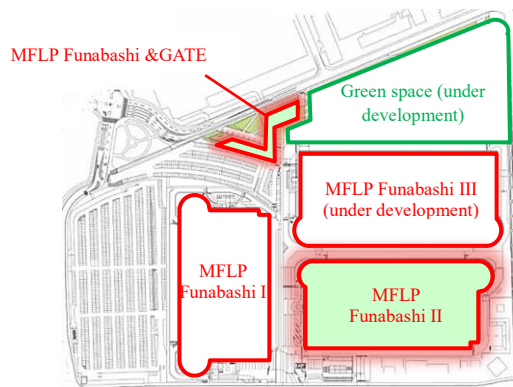 MFLP Funabashi &GATE
Green space (under
development)
MFLP Funabashi III
(under development)
MFLP
Funabashi I
MFLP
Funabashi II